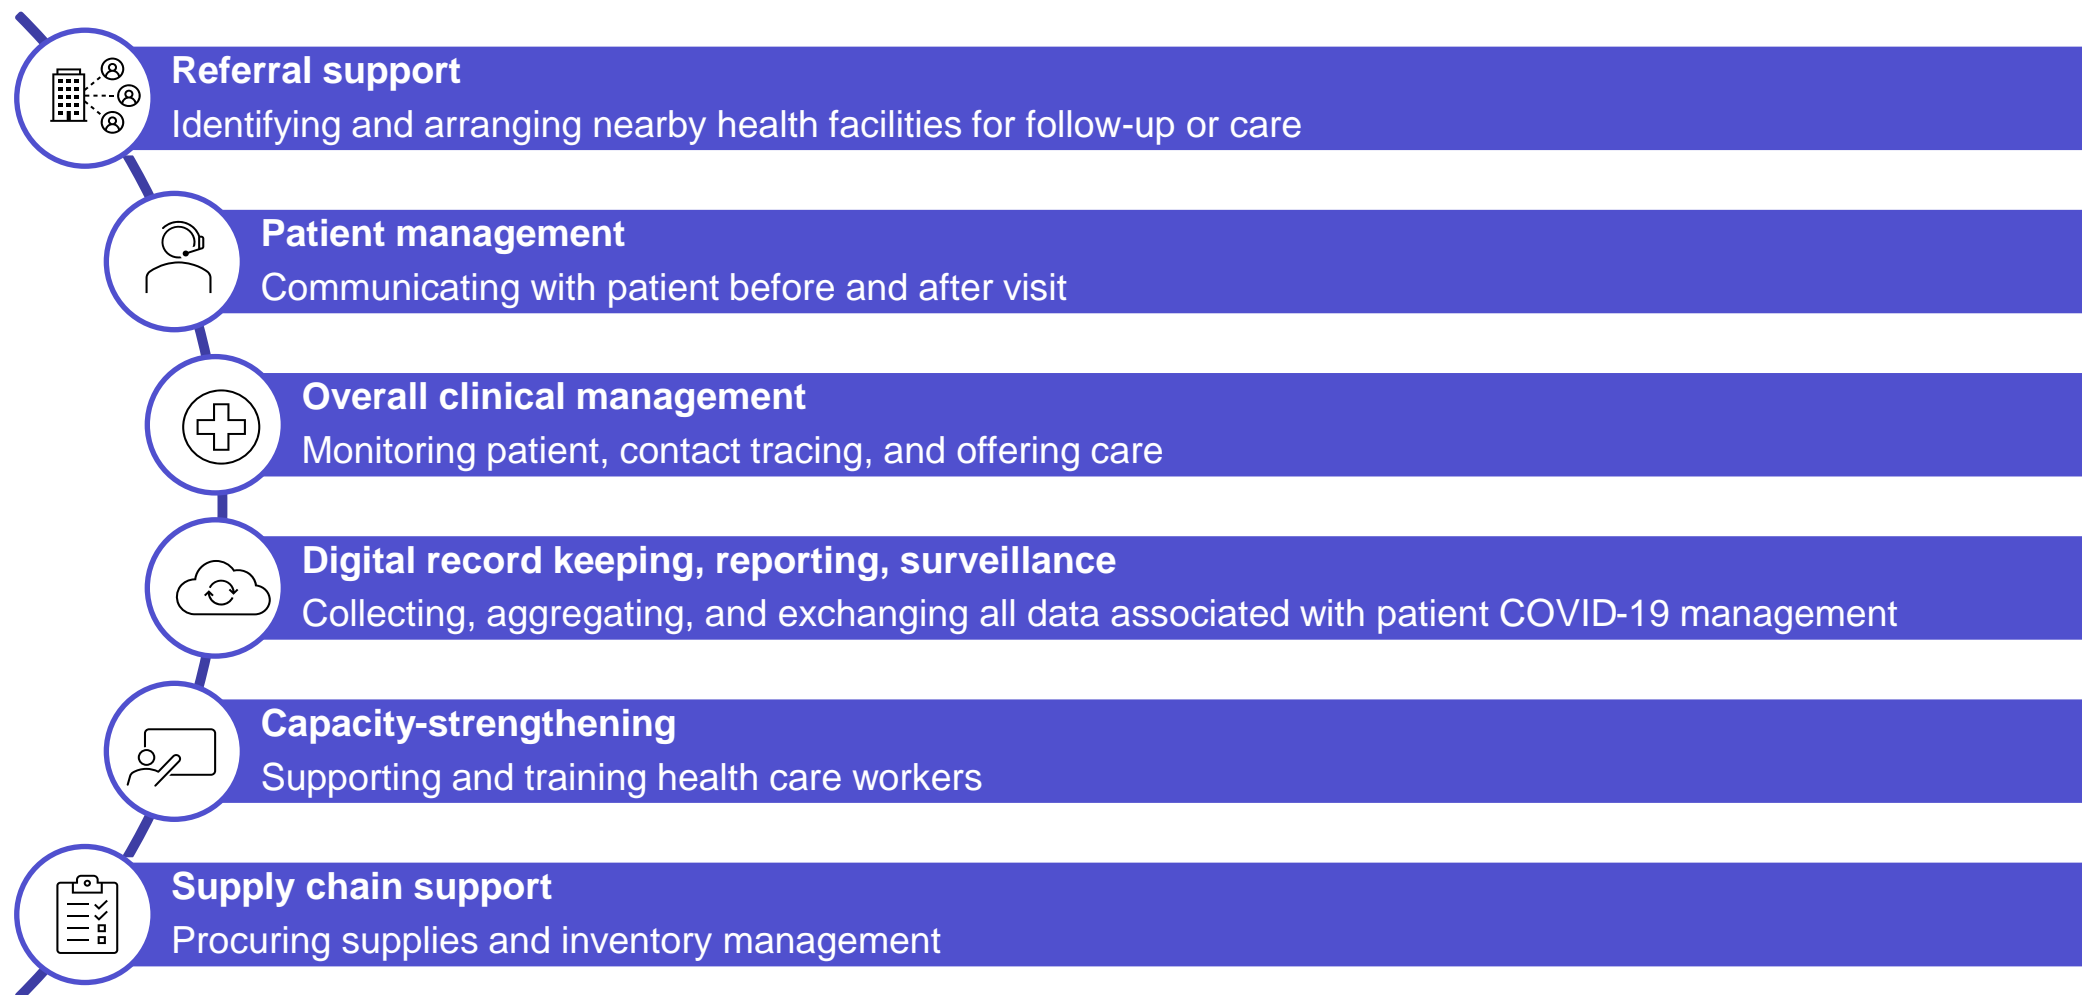 Referral support
Identifying and arranging nearby health facilities for follow-up or care
Patient management
Communicating with patient before and after visit
Overall clinical management
Monitoring patient, contact tracing, and offering care
Digital record keeping, reporting, surveillance
Collecting, aggregating, and exchanging all data associated with patient COVID-19 management
Capacity-strengthening
Supporting and training health care workers
Supply chain support
Procuring supplies and inventory management